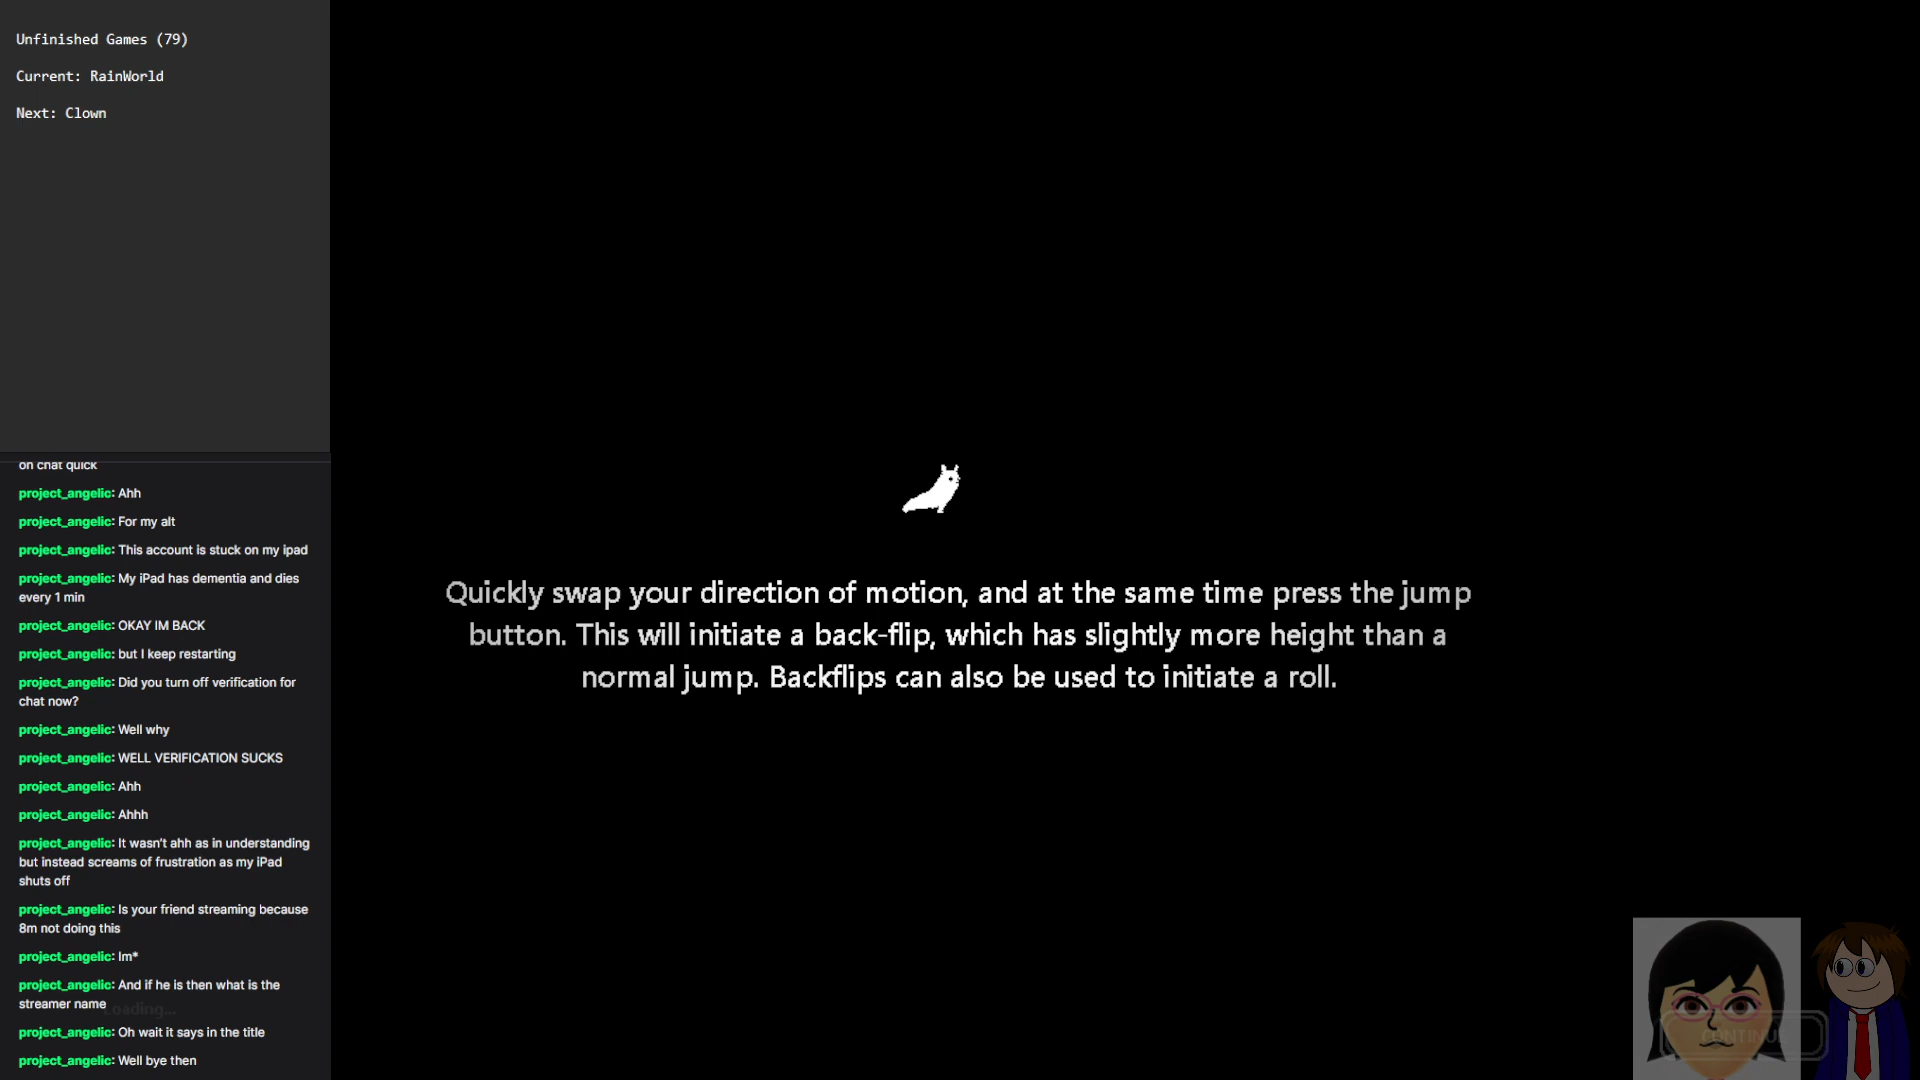 Unfinished Games (79)
Current: RainWorld
Next: Clown
on chat quick
project_angelic: Ahh
project_angelic: For my alt
project_angelic: This account is stuck on my ipad
project_angelic: My iPad has dementia and dies
every 1 min
project_angelic: OKAY IM BACK
project_angelic: but I keep restarting
project_angelic: Did you turn off verification for
chat now?
project_angelic: Well why
project_angelic: WELL VERIFICATION SUCKS
project_angelic: Ahh
project_angelic: Ahhh
project_angelic: It wasn't ahh as in understanding
but instead screams of frustration as my iPad
shuts off
project_angelic: Is your friend streaming because
8m not doing this
project_angelic: Im*
project_angelic: And if he is then what is the
streamer name
Loading...
project_angelic: Oh wait it says in the title
project_angelic: Well bye then
Quickly swap your direction of motion, and at the same time press the jump
button. This will initiate a back-flip, which has slightly more height than a
normal jump. Backflips can also be used to initiate a roll.
CONTINUE